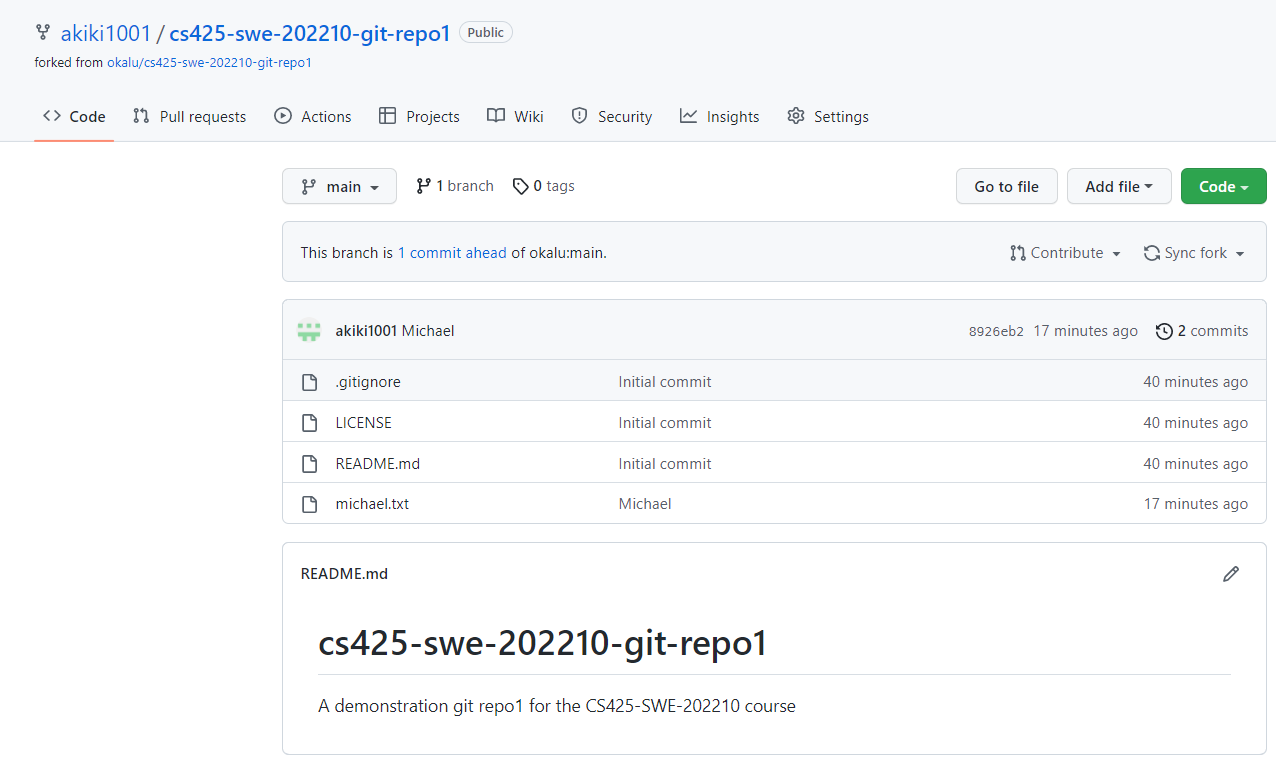 akiki1001 / cs425-swe-202210-git-repo1 Public
forked from okalu/cs425-swe-202210-git-repo1
Code Pull requests Actions Projects Wiki Security Insights Settings
main 1 branch 0 tags Go to file Add file Code
This branch is 1 commit ahead of okalu:main. Contribute Sync fork
akiki1001 Michael 8926eb2 17 minutes ago 2 commits
.gitignore Initial commit 40 minutes ago
LICENSE Initial commit 40 minutes ago
README.md Initial commit 40 minutes ago
michael.txt Michael 17 minutes ago
README.md
cs425-swe-202210-git-repo1
A demonstration git repo1 for the CS425-SWE-202210 course